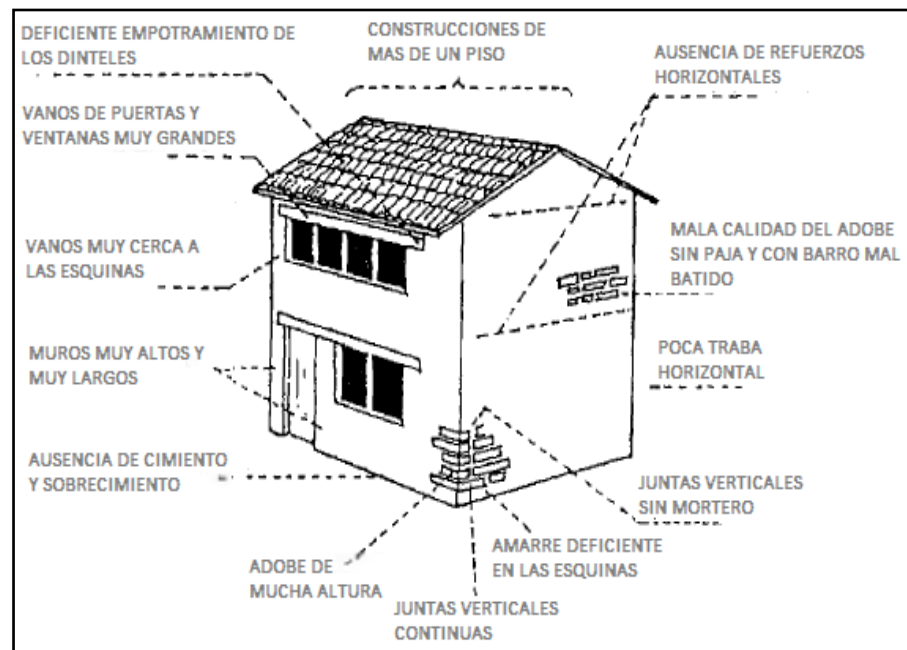 DEFICIENTE EMPOTRAMIENTO DE
LOS DINTELES
CONSTRUCCIONES DE
MAS DE UN PISO
AUSENCIA DE REFUERZOS
HORIZONTALES
VANOS DE PUERTAS Y
VENTANAS MUY GRANDES
MALA CALIDAD DEL ADOBE
SIN PAJA Y CON BARRO MAL
BATIDO
VANOS MUY CERCA A
LAS ESQUINAS
MUROS MUY ALTOS Y
MUY LARGOS
POCA TRABA
HORIZONTAL
AUSENCIA DE CIMIENTO
Y SOBRECIMIENTO
JUNTAS VERTICALES
SIN MORTERO
AMARRE DEFICIENTE
EN LAS ESQUINAS
ADOBE DE
MUCHA ALTURA
JUNTAS VERTICALES
CONTINUAS